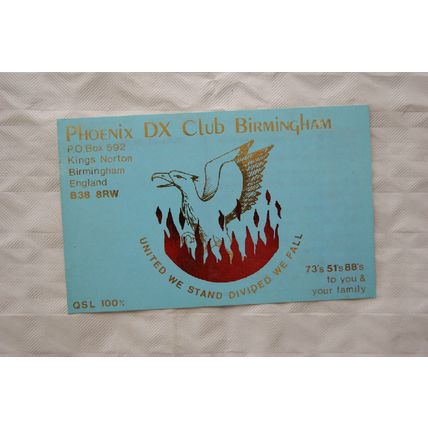 Phoenix DX Club Birmingham
P.O. Box 592
Kings Norton
Birmingham
England
B38 8RW
UNITED WE STAND DIVIDED WE FALL
73's 51's 88's
to you &
your family
QSL 100%